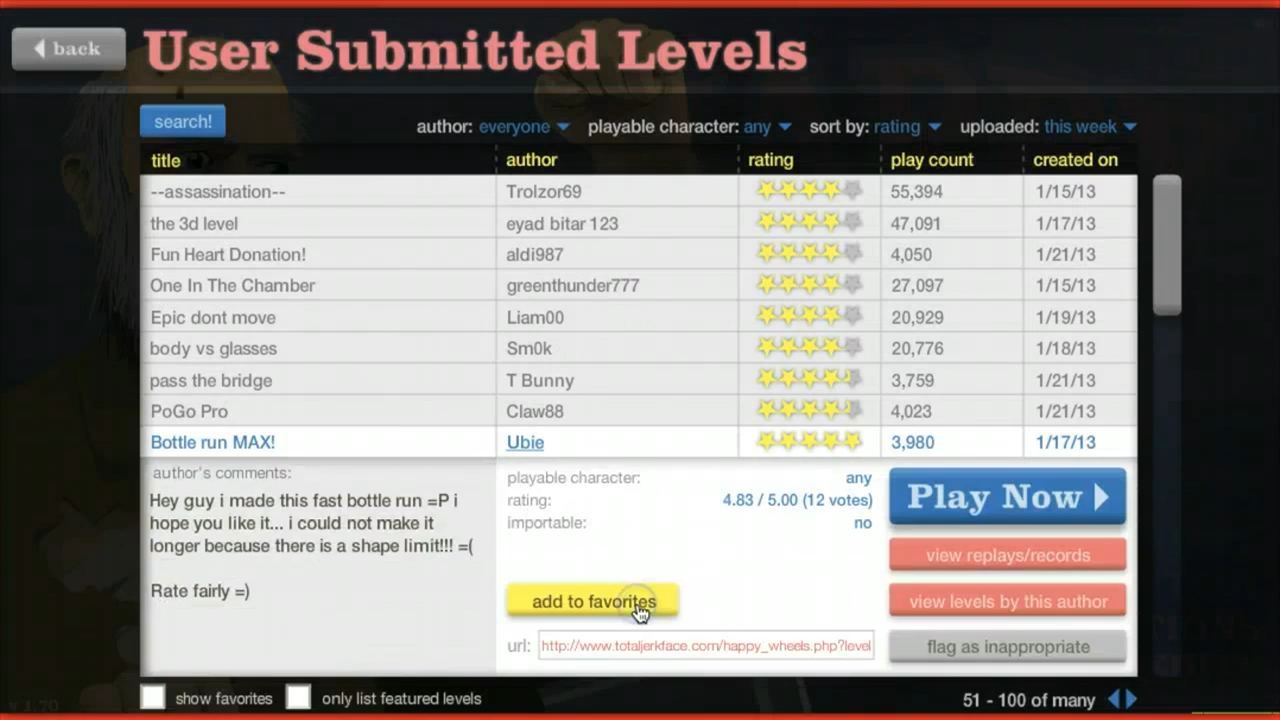 back
User Submitted Levels
search!
author: everyone playable character: any sort by: rating uploaded: this week
title author rating play count created on
--assassination-- Trolzor69 55,394 1/15/13
the 3d level eyad bitar 123 47,091 1/17/13
Fun Heart Donation! aldi987 4,050 1/21/13
One In The Chamber greenthunder777 27,097 1/15/13
Epic dont move Liam00 20,929 1/19/13
body vs glasses Sm0k 20,776 1/18/13
pass the bridge T Bunny 3,759 1/21/13
PoGo Pro Claw88 4,023 1/21/13
Bottle run MAX! Ubie 3,980 1/17/13
author's comments:
Hey guy i made this fast bottle run =P i
hope you like it... i could not make it
longer because there is a shape limit!!! =(
Rate fairly =)
playable character: any
rating: 4.83 / 5.00 (12 votes)
importable: no
add to favorites
url: http://www.totaljerkface.com/happy_wheels.php?level
Play Now
view replays/records
view levels by this author
flag as inappropriate
show favorites only list featured levels
51 - 100 of many